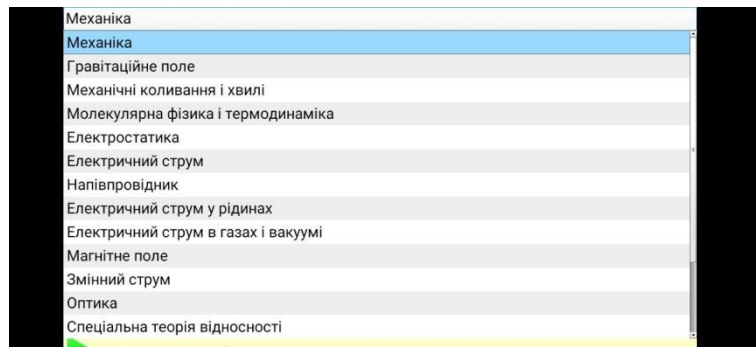 Механіка
Механіка
Гравітаційне поле
Механічні коливання і хвилі
Молекулярна фізика і термодинаміка
Електростатика
Електричний струм
Напівпровідник
Електричний струм у рідинах
Електричний струм в газах і вакуумі
Магнітне поле
Змінний струм
Оптика
Спеціальна теорія відносності